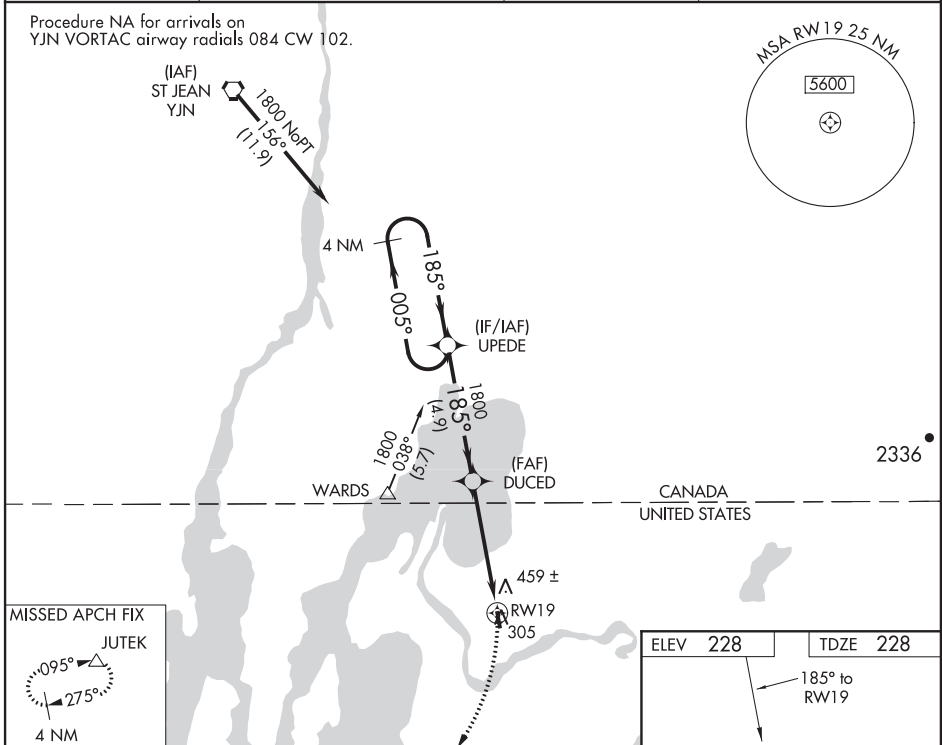 Procedure NA for arrivals on
YJN VORTAC airway radials 084 CW 102.
MSA RW19 25 NM
5600
(IAF)
ST JEAN
YJN
1800 NoPT
156°
(11.9)
4 NM
185°
005°
(IF/IAF)
UPEDE
1800
185°
(4.9)
1800
038°
(5.7)
2336
(FAF)
DUCED
WARDS
CANADA
UNITED STATES
459 ±
RW19
305
MISSED APCH FIX
JUTEK
095°
275°
4 NM
ELEV 228
TDZE 228
185° to
RW19